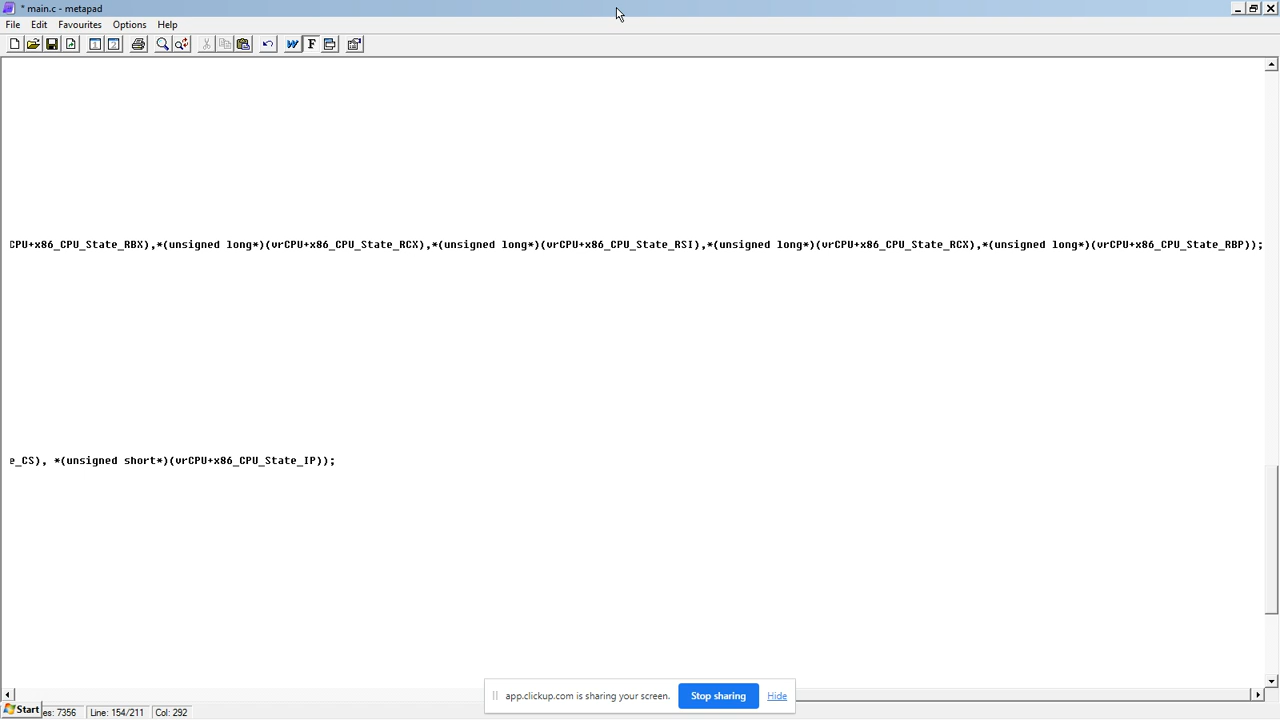 * main.c - metapad
File Edit Favourites Options Help
1 2 W F
CPU+x86_CPU_State_RBX),*(unsigned long*)(vrCPU+x86_CPU_State_RCX),*(unsigned long*)(vrCPU+x86_CPU_State_RSI),*(unsigned long*)(vrCPU+x86_CPU_State_RCX),*(unsigned long*)(vrCPU+x86_CPU_State_RBP));
e_CS), *(unsigned short*)(vrCPU+x86_CPU_State_IP));
app.clickup.com is sharing your screen. Stop sharing Hide
Start es: 7356 Line: 154/211 Col: 292